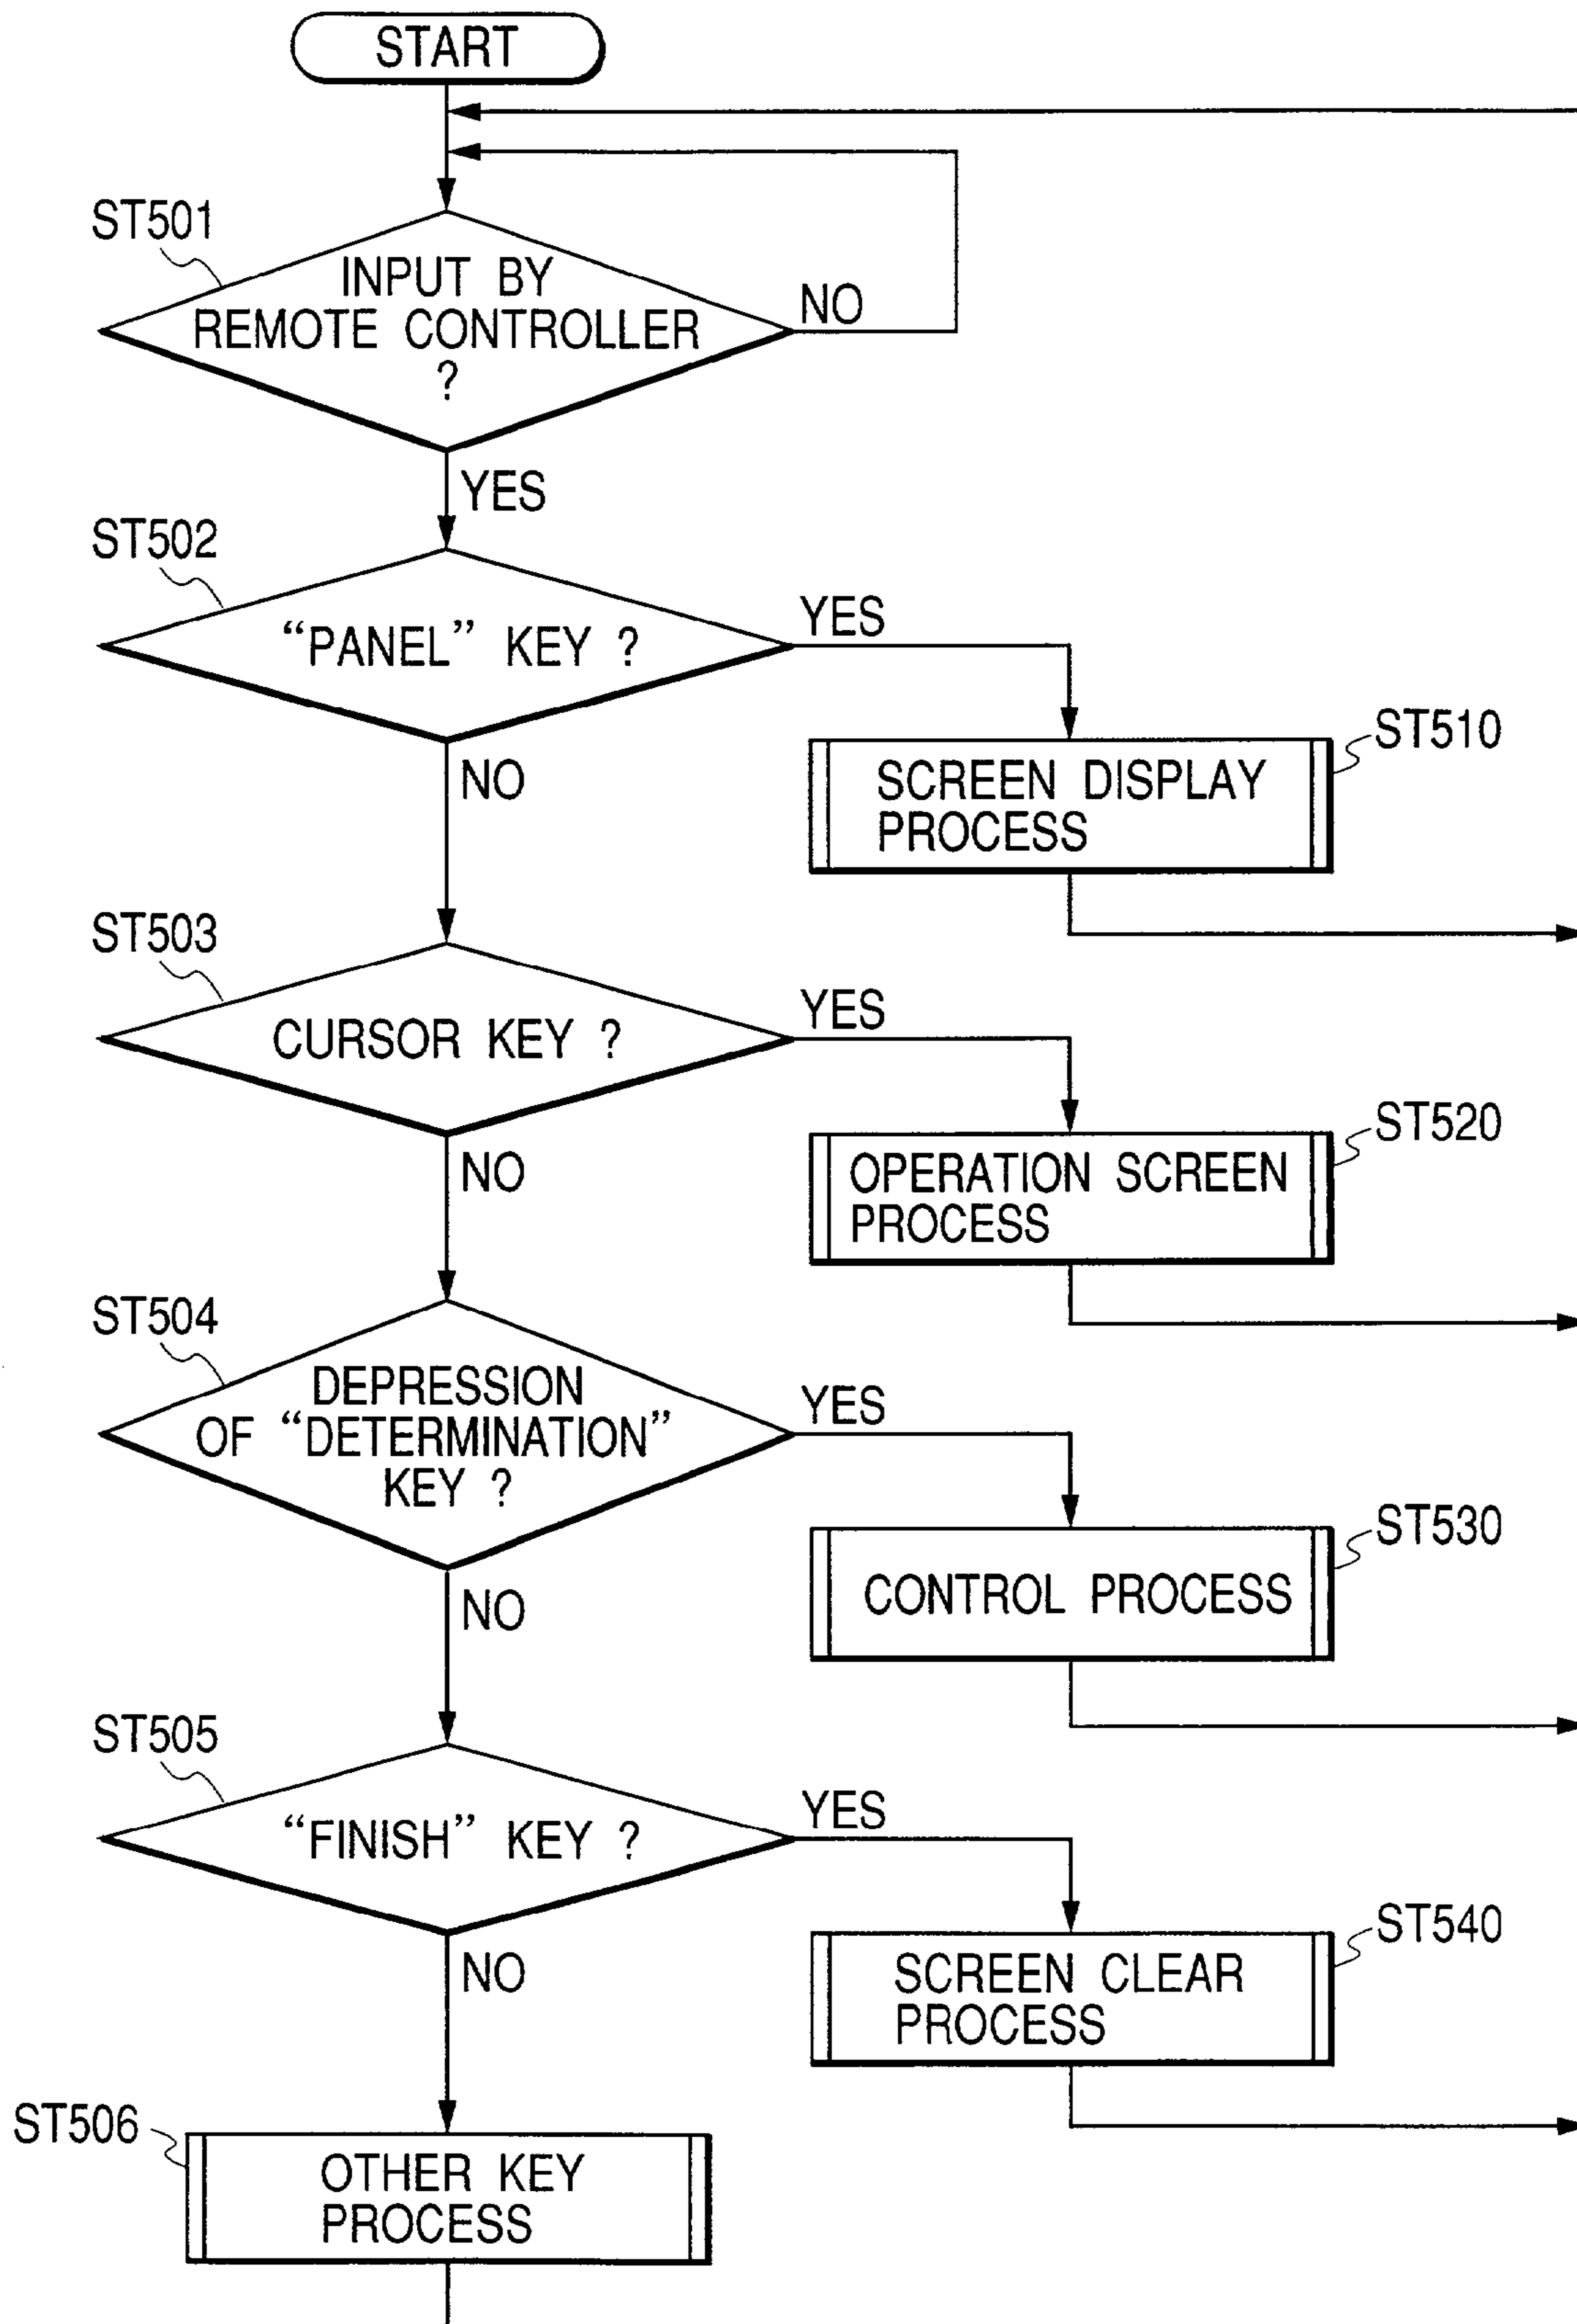 START
ST501
INPUT BY
REMOTE CONTROLLER
?
NO
YES
ST502
“PANEL” KEY ?
YES
NO
ST510
SCREEN DISPLAY
PROCESS
ST503
CURSOR KEY ?
YES
NO
ST520
OPERATION SCREEN
PROCESS
ST504
DEPRESSION
OF “DETERMINATION”
KEY ?
YES
NO
ST530
CONTROL PROCESS
ST505
“FINISH” KEY ?
YES
NO
ST540
SCREEN CLEAR
PROCESS
ST506
OTHER KEY
PROCESS